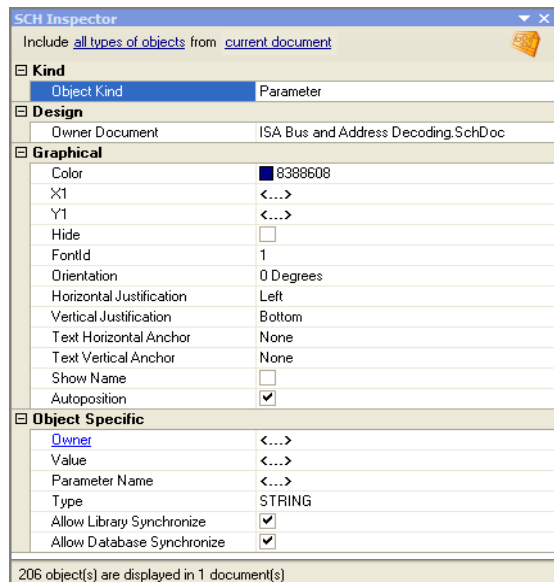 SCH Inspector
Include all types of objects from current document
Kind
Object Kind Parameter
Design
Owner Document ISA Bus and Address Decoding.SchDoc
Graphical
Color 8388608
X1 <...>
Y1 <...>
Hide
FontId 1
Orientation 0 Degrees
Horizontal Justification Left
Vertical Justification Bottom
Text Horizontal Anchor None
Text Vertical Anchor None
Show Name
Autoposition
Object Specific
Owner <...>
Value <...>
Parameter Name <...>
Type STRING
Allow Library Synchronize
Allow Database Synchronize
206 object(s) are displayed in 1 document(s)